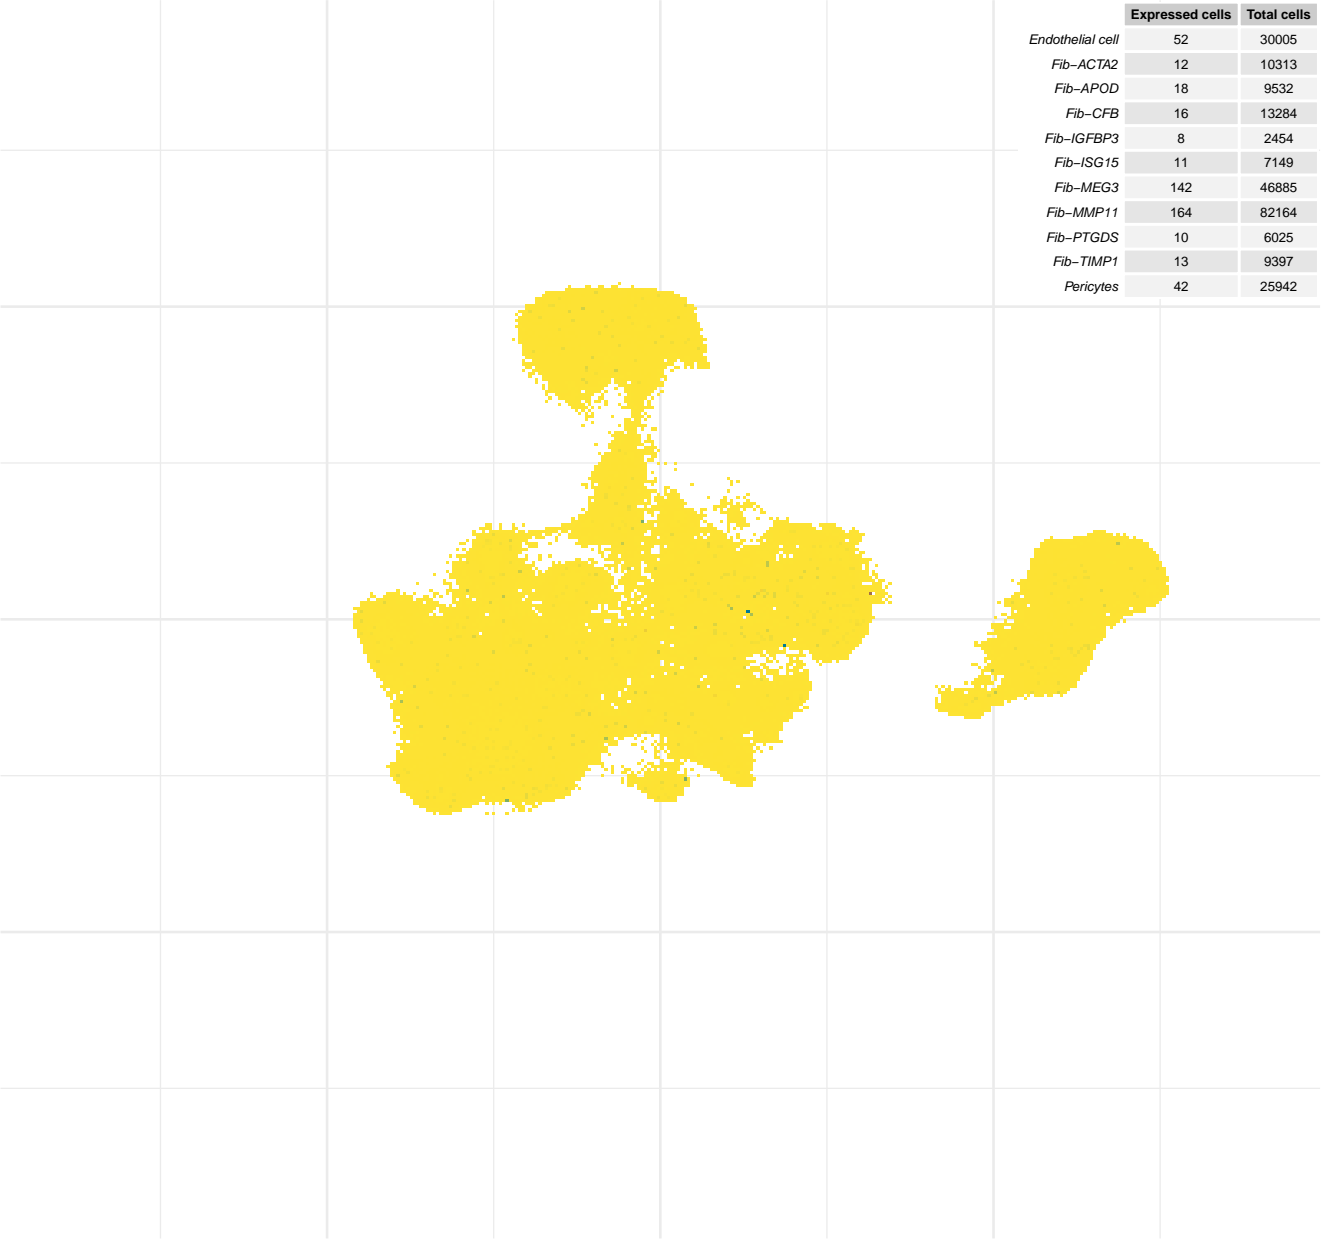 Expressed cells Total cells
Endothelial cell 52 30005
Fib−ACTA2 12 10313
Fib−APOD 18 9532
Fib−CFB 16 13284
Fib−IGFBP3 8 2454
Fib−ISG15 11 7149
Fib−MEG3 142 46885
Fib−MMP11 164 82164
Fib−PTGDS 10 6025
Fib−TIMP1 13 9397
Pericytes 42 25942